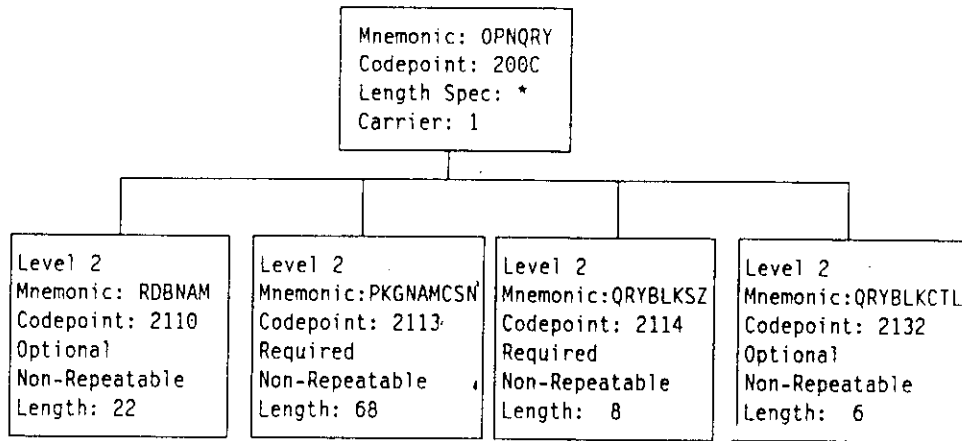 Mnemonic: OPNQRY
Codepoint: 200C
Length Spec: *
Carrier: 1
Level 2
Mnemonic: RDBNAM
Codepoint: 2110
Optional
Non-Repeatable
Length: 22
Level 2
Mnemonic:PKGNAMCSN
Codepoint: 2113
Required
Non-Repeatable
Length: 68
Level 2
Mnemonic:QRYBLKSZ
Codepoint: 2114
Required
Non-Repeatable
Length: 8
Level 2
Mnemonic:QRYBLKCTL
Codepoint: 2132
Optional
Non-Repeatable
Length: 6